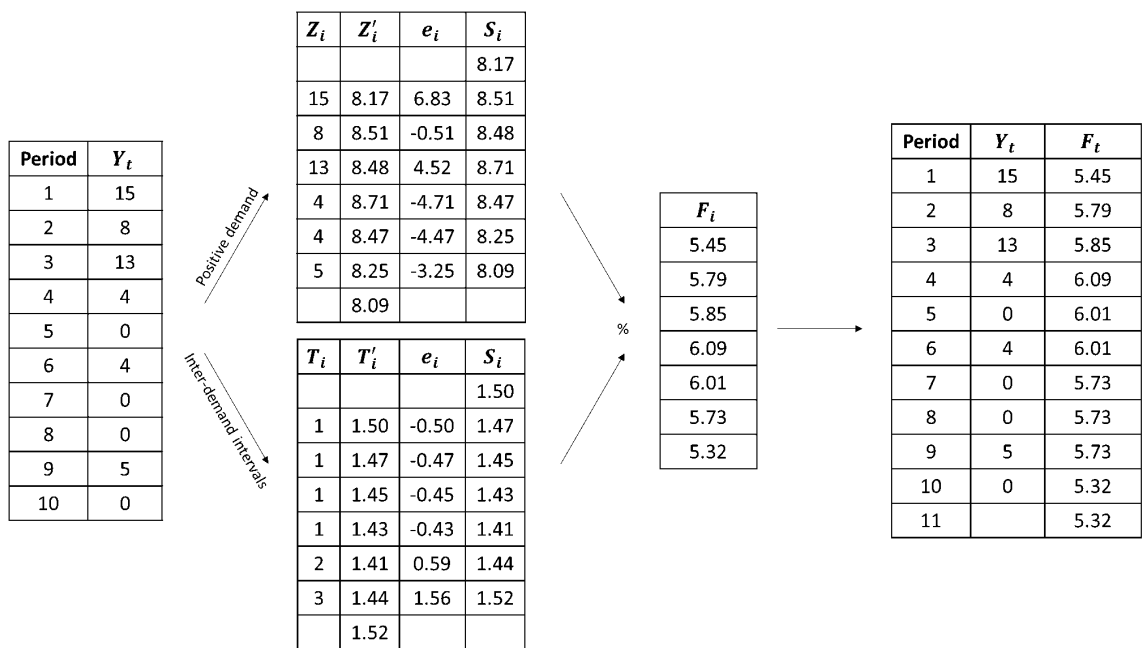 Period Y_t
1 15
2 8
3 13
4 4
5 0
6 4
7 0
8 0
9 5
10 0
Positive demand
Inter-demand intervals
Z_i Z'_i e_i S_i
8.17
15 8.17 6.83 8.51
8 8.51 -0.51 8.48
13 8.48 4.52 8.71
4 8.71 -4.71 8.47
4 8.47 -4.47 8.25
5 8.25 -3.25 8.09
8.09
T_i T'_i e_i S_i
1.50
1 1.50 -0.50 1.47
1 1.47 -0.47 1.45
1 1.45 -0.45 1.43
1 1.43 -0.43 1.41
2 1.41 0.59 1.44
3 1.44 1.56 1.52
1.52
%
F_i
5.45
5.79
5.85
6.09
6.01
5.73
5.32
Period Y_t F_t
1 15 5.45
2 8 5.79
3 13 5.85
4 4 6.09
5 0 6.01
6 4 6.01
7 0 5.73
8 0 5.73
9 5 5.73
10 0 5.32
11 5.32